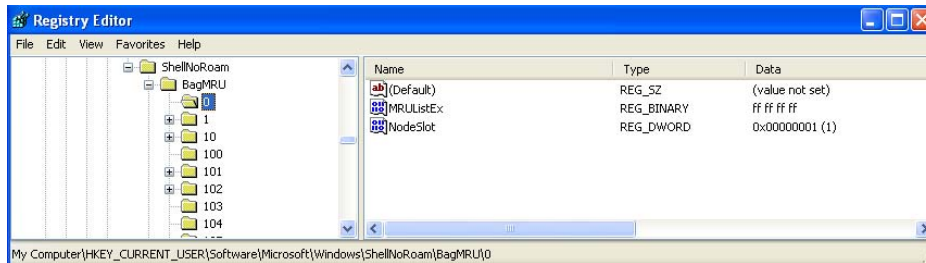 Registry Editor
File Edit View Favorites Help
ShellNoRoam
BagMRU
0
1
10
100
101
102
103
104
Name Type Data
(Default) REG_SZ (value not set)
MRUListEx REG_BINARY ff ff ff ff
NodeSlot REG_DWORD 0x00000001 (1)
My Computer\HKEY_CURRENT_USER\Software\Microsoft\Windows\ShellNoRoam\BagMRU\0